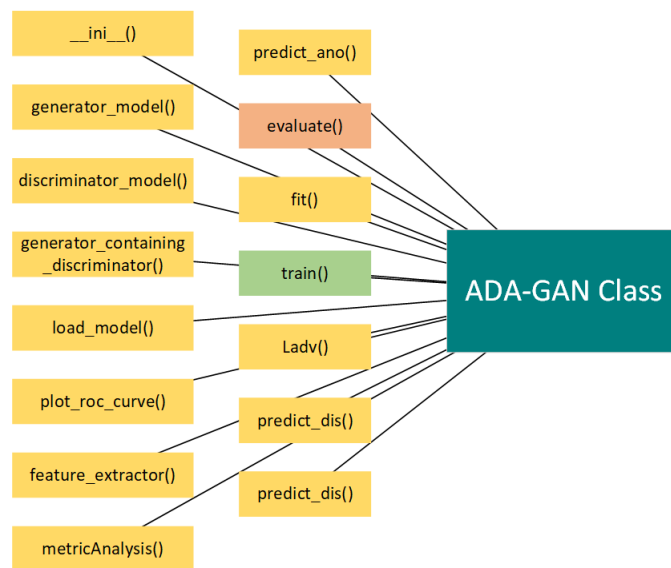 __ini__()
generator_model()
discriminator_model()
generator_containing
_discriminator()
load_model()
plot_roc_curve()
feature_extractor()
metricAnalysis()
predict_ano()
evaluate()
fit()
train()
Ladv()
predict_dis()
predict_dis()
ADA-GAN Class